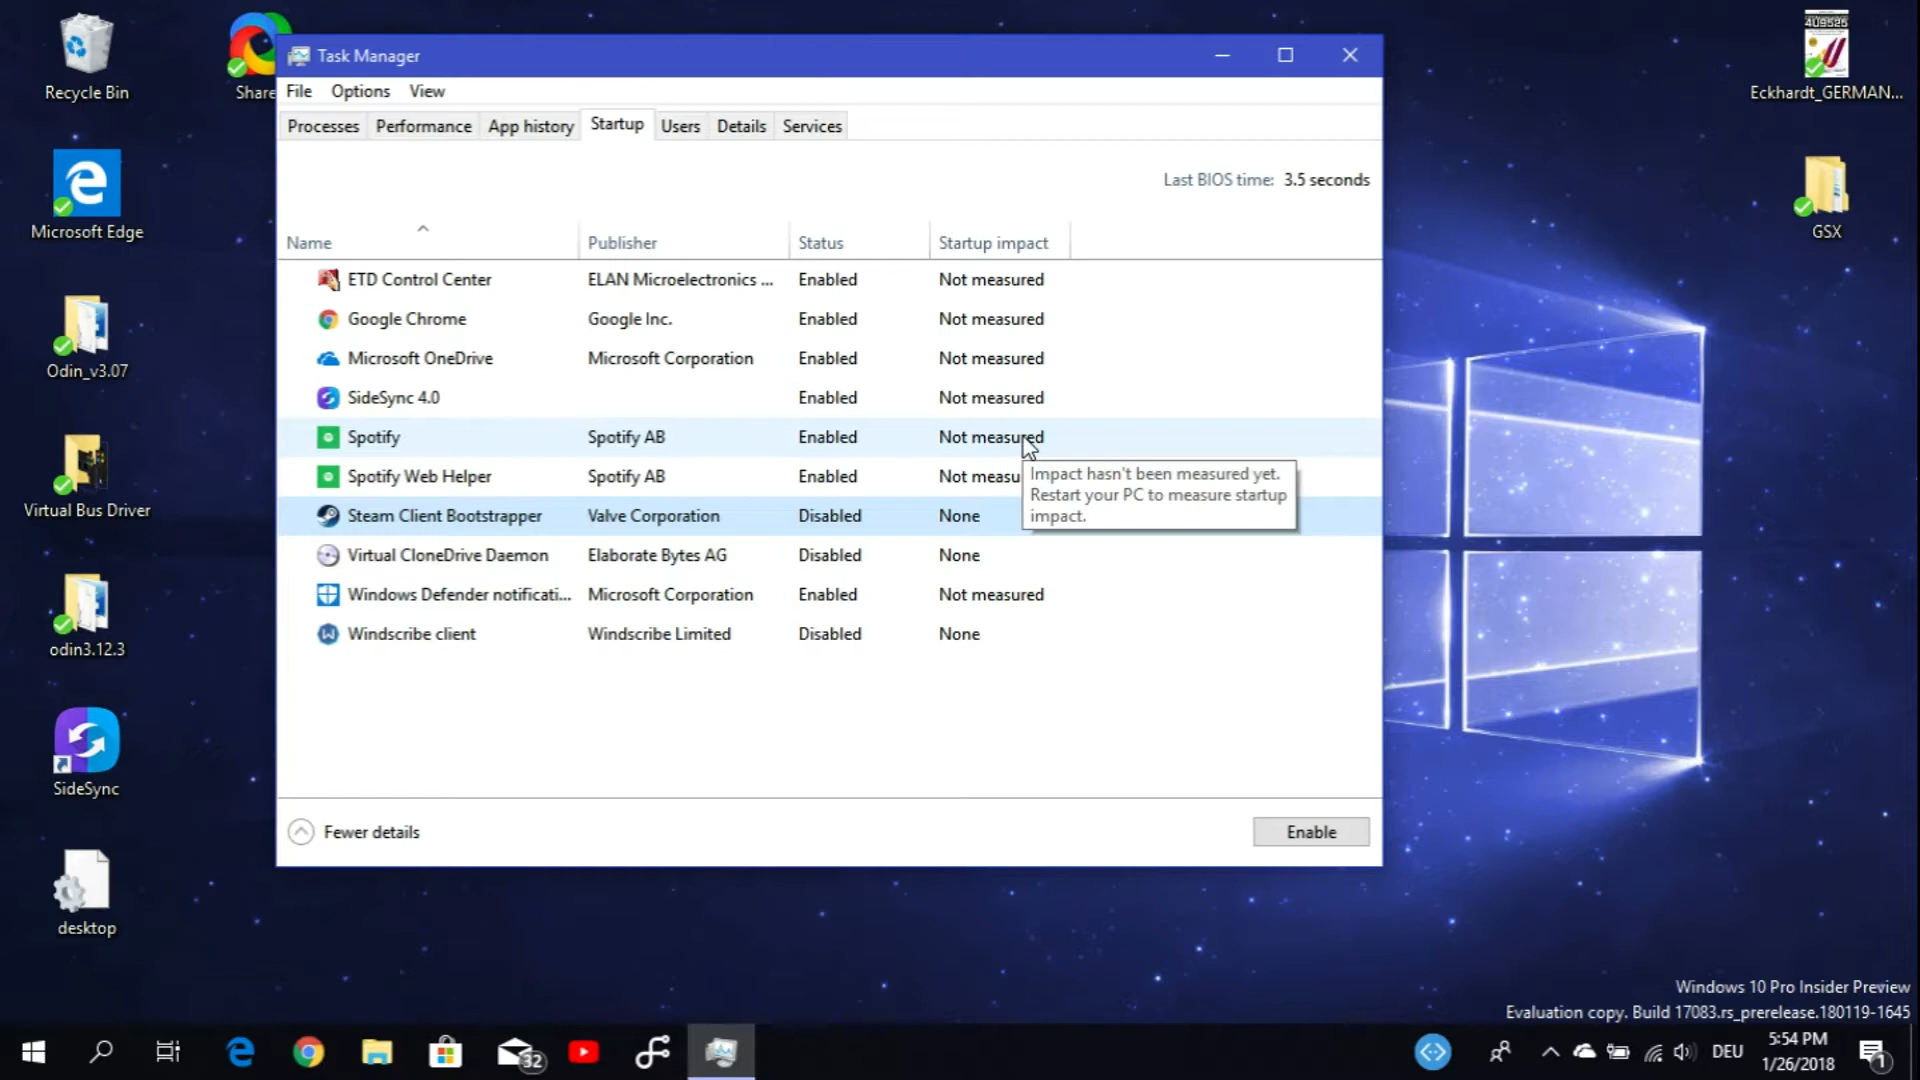 Recycle Bin
Share
Microsoft Edge
Odin_v3.07
Virtual Bus Driver
odin3.12.3
SideSync
desktop
Task Manager
File Options View
Processes Performance App history Startup Users Details Services
Last BIOS time: 3.5 seconds
Name Publisher Status Startup impact
ETD Control Center ELAN Microelectronics ... Enabled Not measured
Google Chrome Google Inc. Enabled Not measured
Microsoft OneDrive Microsoft Corporation Enabled Not measured
SideSync 4.0 Enabled Not measured
Spotify Spotify AB Enabled Not measured
Spotify Web Helper Spotify AB Enabled Not measu
Impact hasn't been measured yet.
Restart your PC to measure startup
impact.
Steam Client Bootstrapper Valve Corporation Disabled None
Virtual CloneDrive Daemon Elaborate Bytes AG Disabled None
Windows Defender notificati... Microsoft Corporation Enabled Not measured
Windscribe client Windscribe Limited Disabled None
Fewer details Enable
4U9525
Eckhardt_GERMAN...
GSX
Windows 10 Pro Insider Preview
Evaluation copy. Build 17083.rs_prerelease.180119-1645
32
DEU
5:54 PM
1/26/2018
1